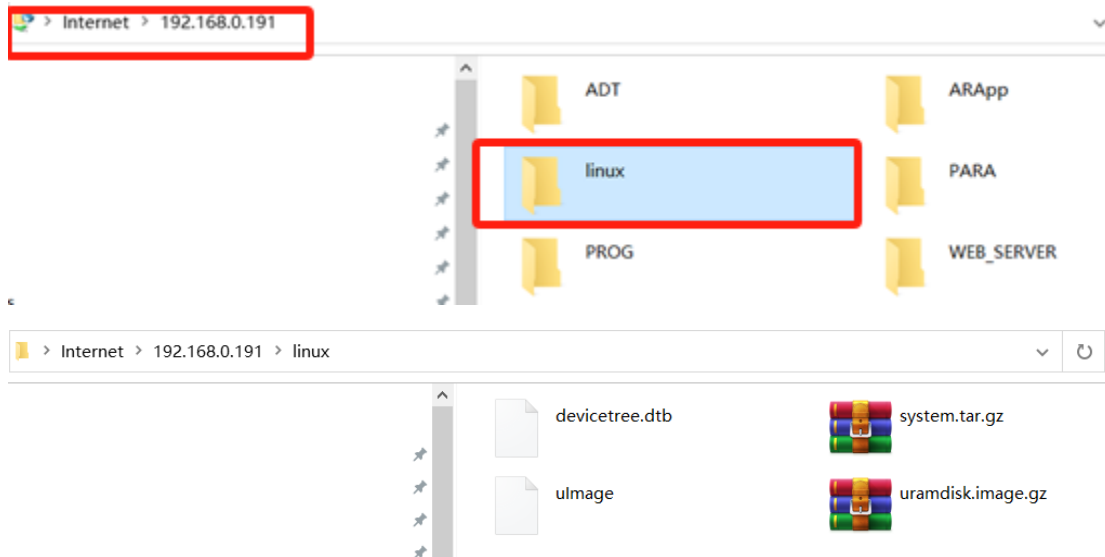 Internet > 192.168.0.191
ADT ARApp
linux PARA
PROG WEB_SERVER
Internet > 192.168.0.191 > linux
devicetree.dtb system.tar.gz
uImage uramdisk.image.gz